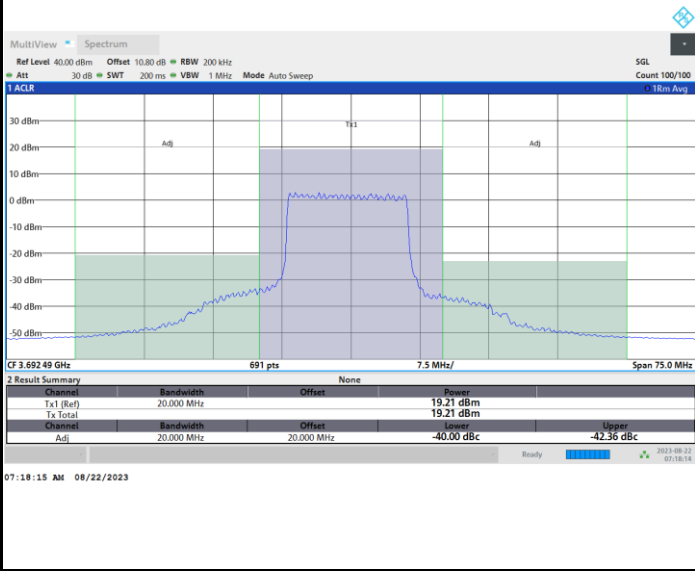 MultiView Spectrum
Ref Level 40.00 dBm Offset 10.80 dB RBW 200 kHz SGL
Att 30 dB SWT 200 ms VBW 1 MHz Mode Auto Sweep Count 100/100
1 ACLR 1Rm Avg
Tx1
30 dBm
Adj Adj
20 dBm
10 dBm
0 dBm
-10 dBm
-20 dBm
-30 dBm
-40 dBm
-50 dBm
CF 3.692 49 GHz 691 pts 7.5 MHz/ Span 75.0 MHz
2 Result Summary None
Channel Bandwidth Offset Power
Tx1 (Ref) 20.000 MHz 19.21 dBm
Tx Total 19.21 dBm
Channel Bandwidth Offset Lower Upper
Adj 20.000 MHz 20.000 MHz -40.00 dBc -42.36 dBc
Ready 2023-08-22
07:18:14
07:18:15 AM 08/22/2023